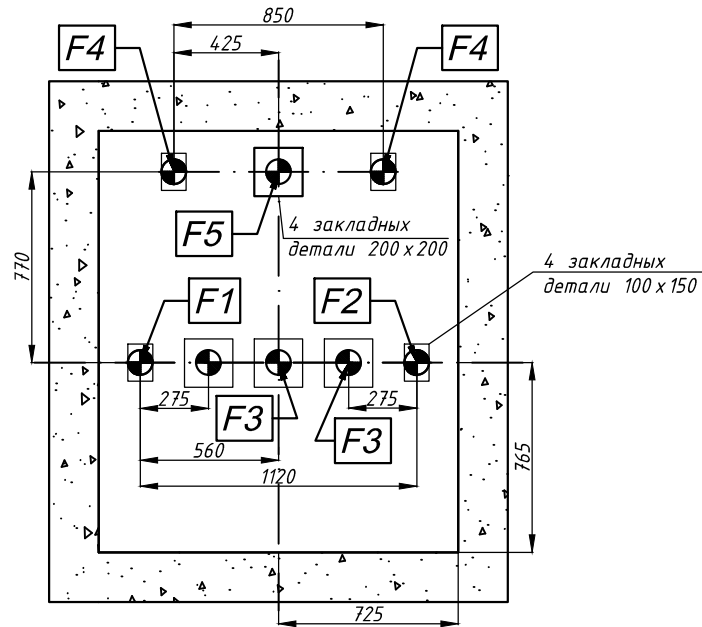 850
F4
F4
425
F5
4 закладных
детали 200 x 200
770
4 закладных
детали 100 x 150
F1
F2
275
F3
F3
275
560
1120
765
725